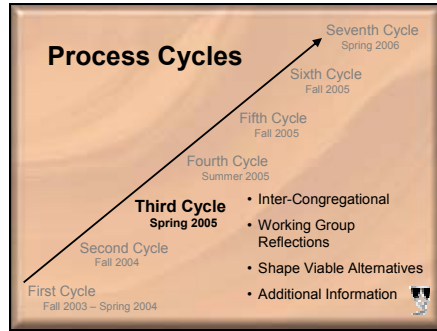 Process Cycles
Seventh Cycle
Spring 2006
Sixth Cycle
Fall 2005
Fifth Cycle
Fall 2005
Fourth Cycle
Summer 2005
Third Cycle
Spring 2005
Second Cycle
Fall 2004
First Cycle
Fall 2003 – Spring 2004
• Inter-Congregational
• Working Group
Reflections
• Shape Viable Alternatives
• Additional Information